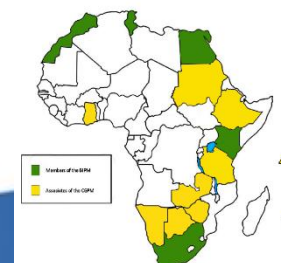 Members of the BIPM
Associates of the CGPM